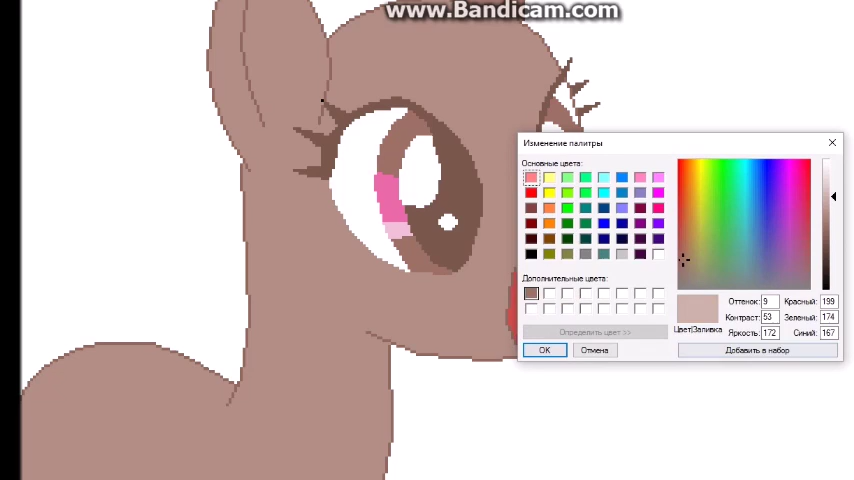 www.Bandicam.com
Изменение палитры
Основные цвета:
Дополнительные цвета:
Определить цвет >>
OK
Отмена
Цвет|Заливка
Оттенок: 9
Контраст: 53
Яркость: 172
Красный: 199
Зеленый: 174
Синий: 167
Добавить в набор